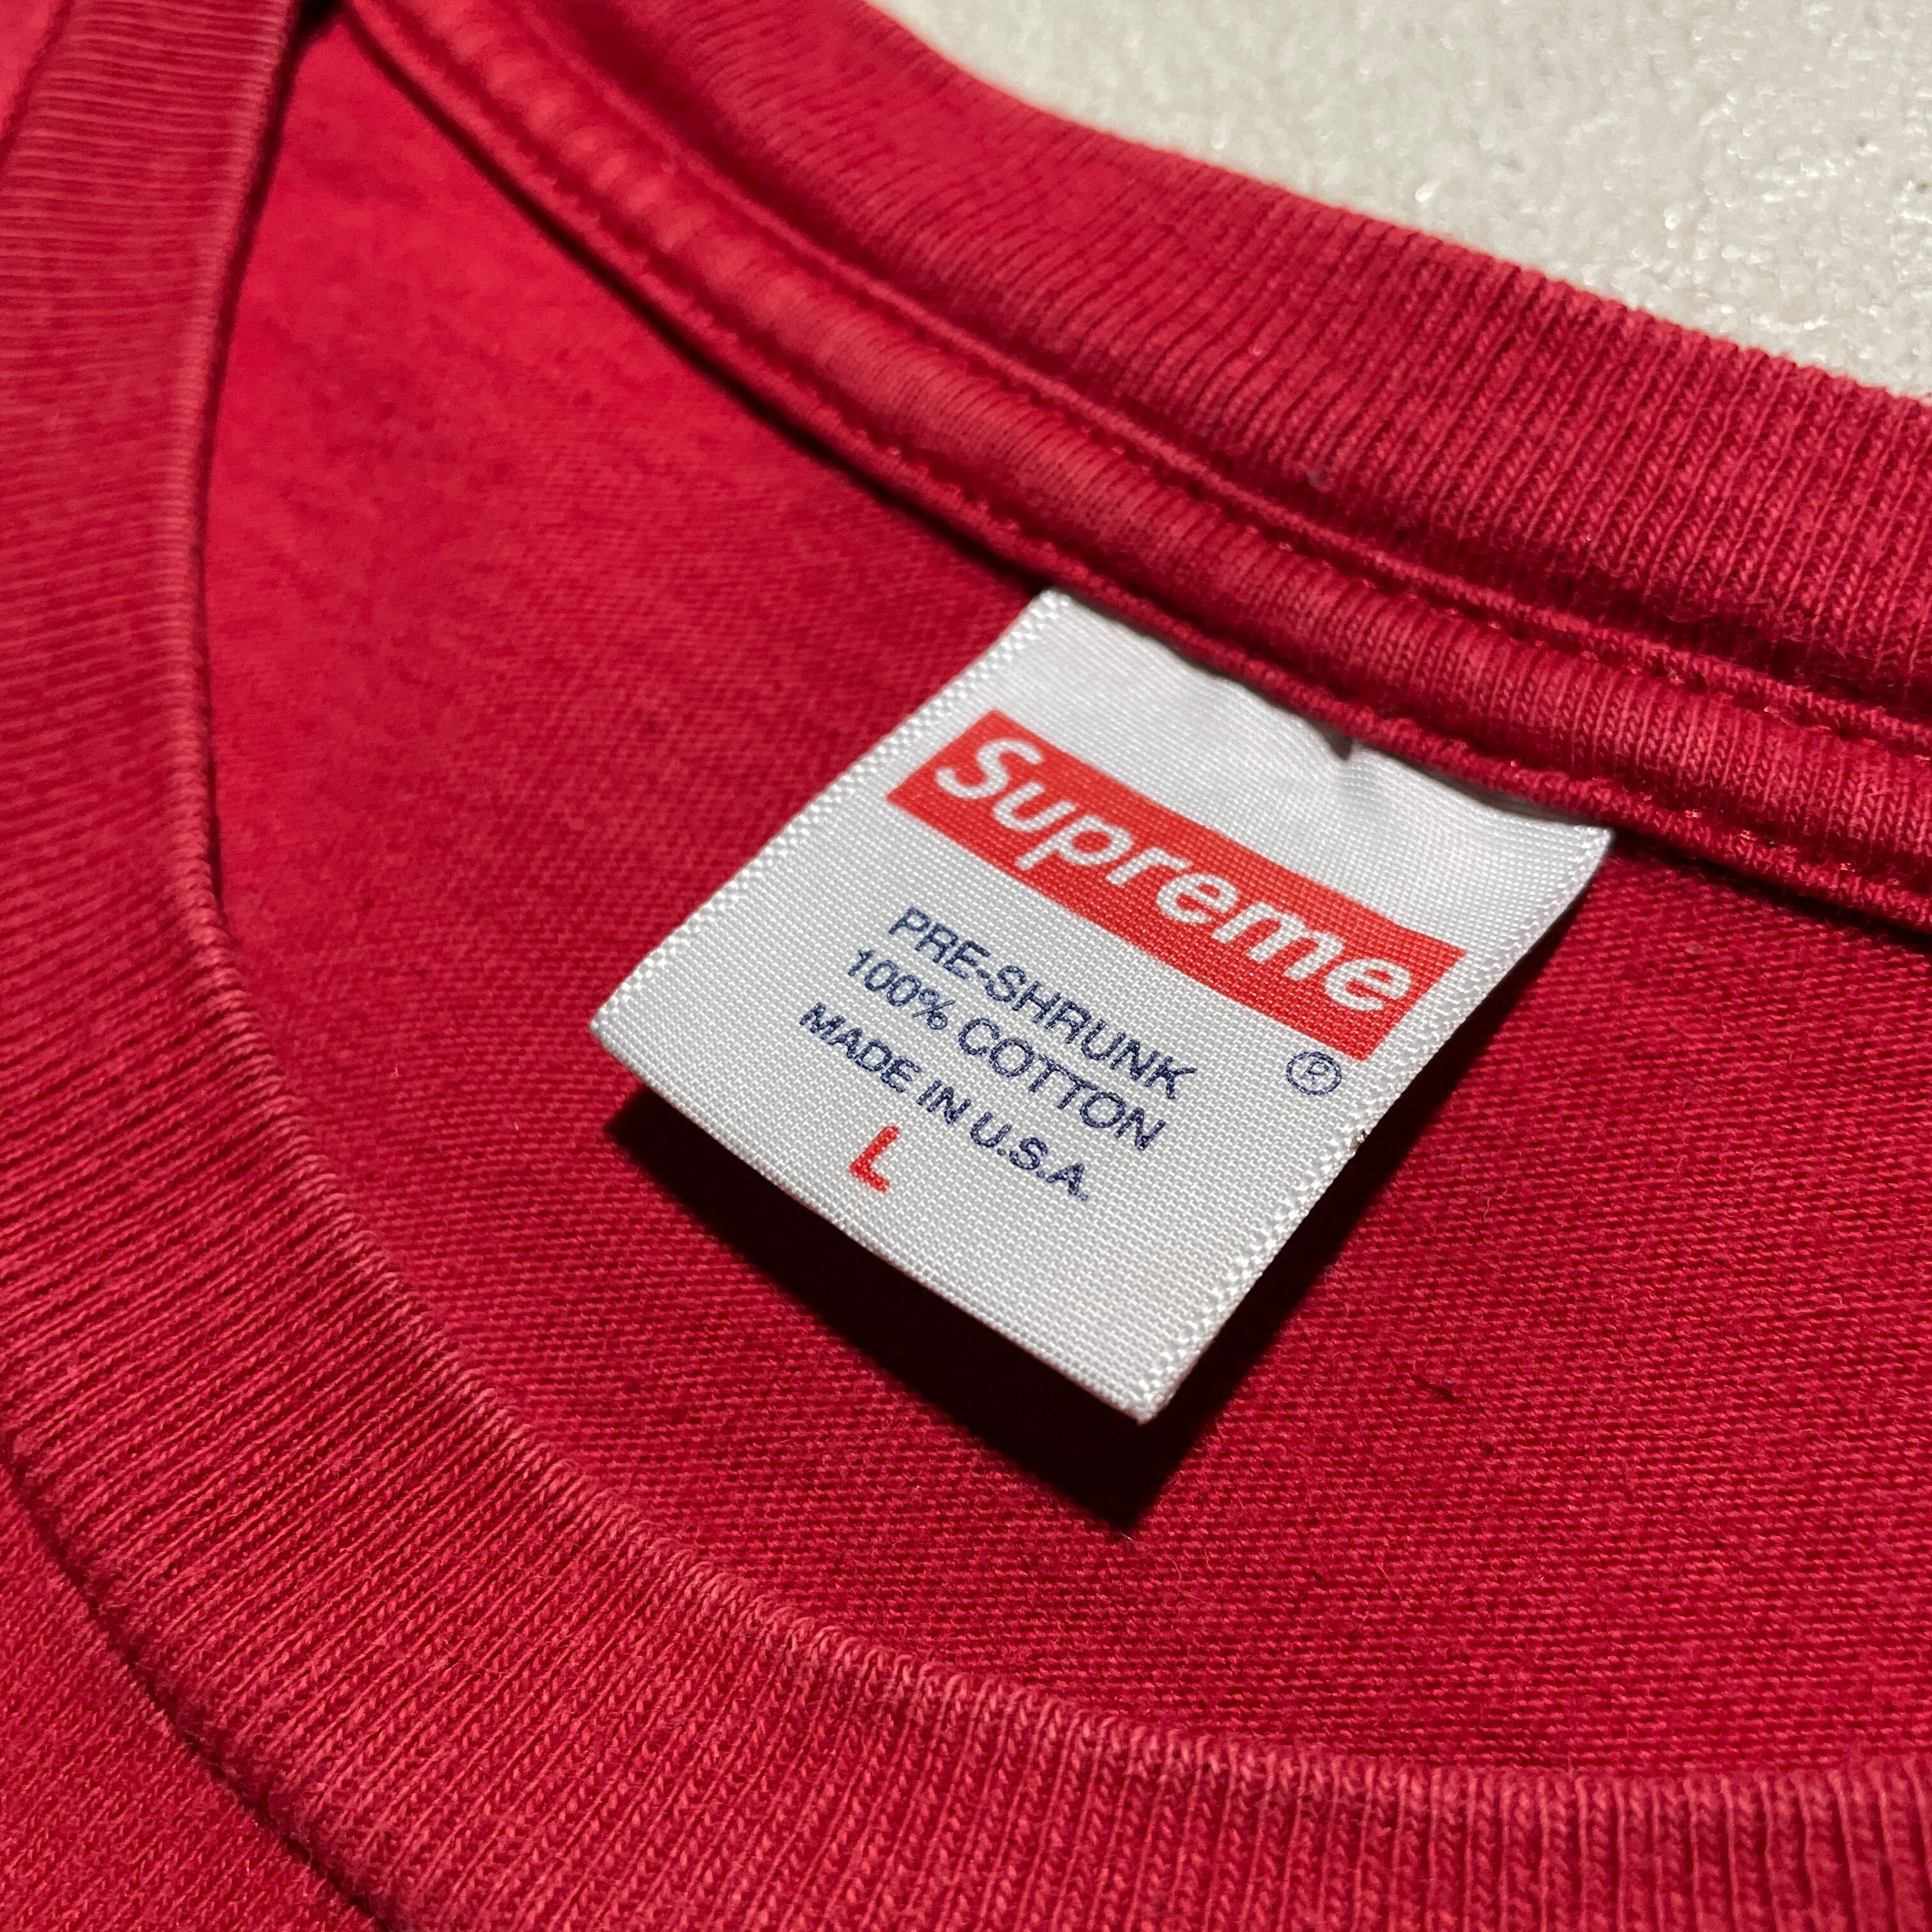 Supreme
®
PRE-SHRUNK
100% COTTON
MADE IN U.S.A.
L